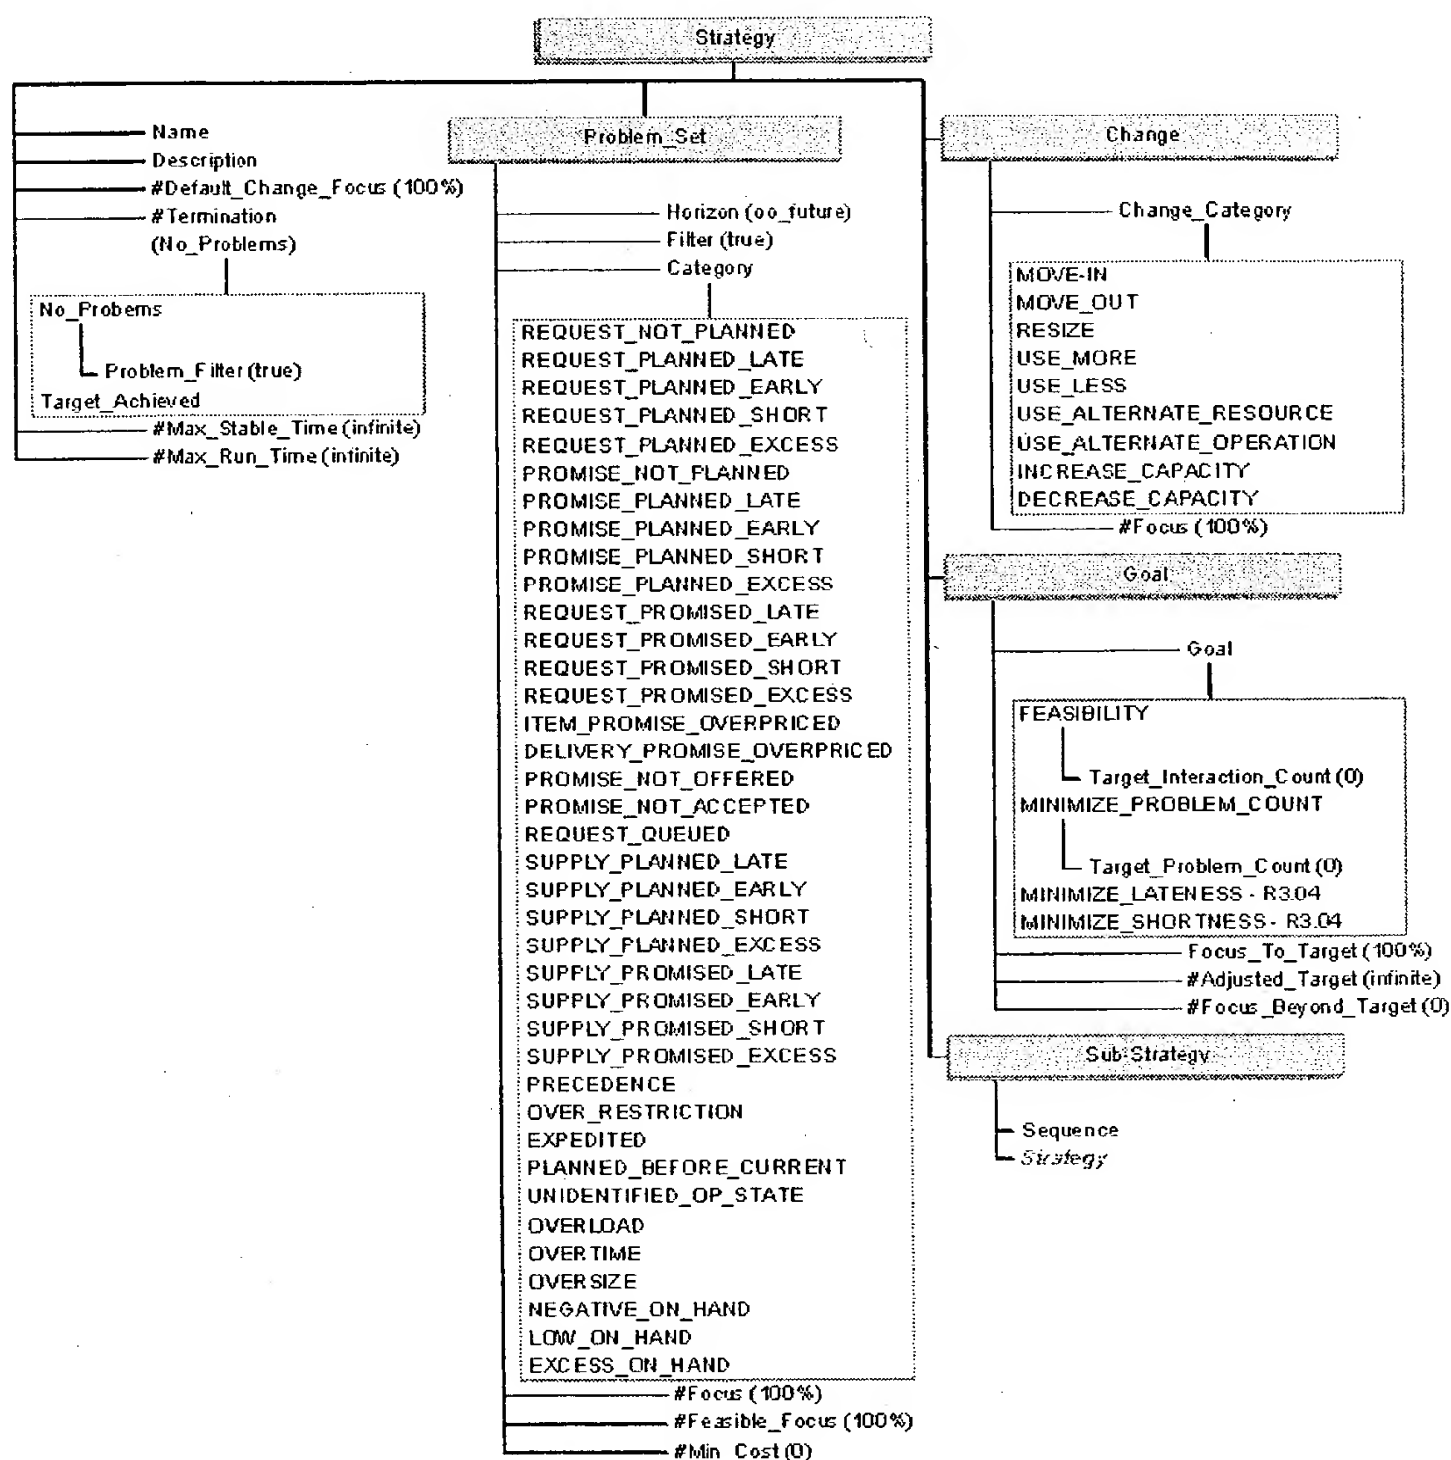 Strategy
Name
Description
#Default_Change_Focus (100%)
#Termination
(No_Problems)
No_Probems
Problem_Filter (true)
Target_Achieved
#Max_Stable_Time (infinite)
#Max_Run_Time (infinite)
Problem_Set
Horizon (oo_future)
Filter (true)
Category
REQUEST_NOT_PLANNED
REQUEST_PLANNED_LATE
REQUEST_PLANNED_EARLY
REQUEST_PLANNED_SHORT
REQUEST_PLANNED_EXCESS
PROMISE_NOT_PLANNED
PROMISE_PLANNED_LATE
PROMISE_PLANNED_EARLY
PROMISE_PLANNED_SHORT
PROMISE_PLANNED_EXCESS
REQUEST_PROMISED_LATE
REQUEST_PROMISED_EARLY
REQUEST_PROMISED_SHORT
REQUEST_PROMISED_EXCESS
ITEM_PROMISE_OVERPRICED
DELIVERY_PROMISE_OVERPRICED
PROMISE_NOT_OFFERED
PROMISE_NOT_ACCEPTED
REQUEST_QUEUED
SUPPLY_PLANNED_LATE
SUPPLY_PLANNED_EARLY
SUPPLY_PLANNED_SHORT
SUPPLY_PLANNED_EXCESS
SUPPLY_PROMISED_LATE
SUPPLY_PROMISED_EARLY
SUPPLY_PROMISED_SHORT
SUPPLY_PROMISED_EXCESS
PRECEDENCE
OVER_RESTRICTION
EXPEDITED
PLANNED_BEFORE_CURRENT
UNIDENTIFIED_OP_STATE
OVERLOAD
OVERTIME
OVERSIZE
NEGATIVE_ON_HAND
LOW_ON_HAND
EXCESS_ON_HAND
#Focus (100%)
#Feasible_Focus (100%)
#Min_Cost (0)
Change
Change_Category
MOVE-IN
MOVE_OUT
RESIZE
USE_MORE
USE_LESS
USE_ALTERNATE_RESOURCE
USE_ALTERNATE_OPERATION
INCREASE_CAPACITY
DECREASE_CAPACITY
#Focus (100%)
Goal
Goal
FEASIBILITY
Target_Interaction_Count (0)
MINIMIZE_PROBLEM_COUNT
Target_Problem_Count (0)
MINIMIZE_LATENESS - R3.04
MINIMIZE_SHORTNESS - R3.04
Focus_To_Target (100%)
#Adjusted_Target (infinite)
#Focus_Beyond_Target (0)
Sub-Strategy
Sequence
Strategy